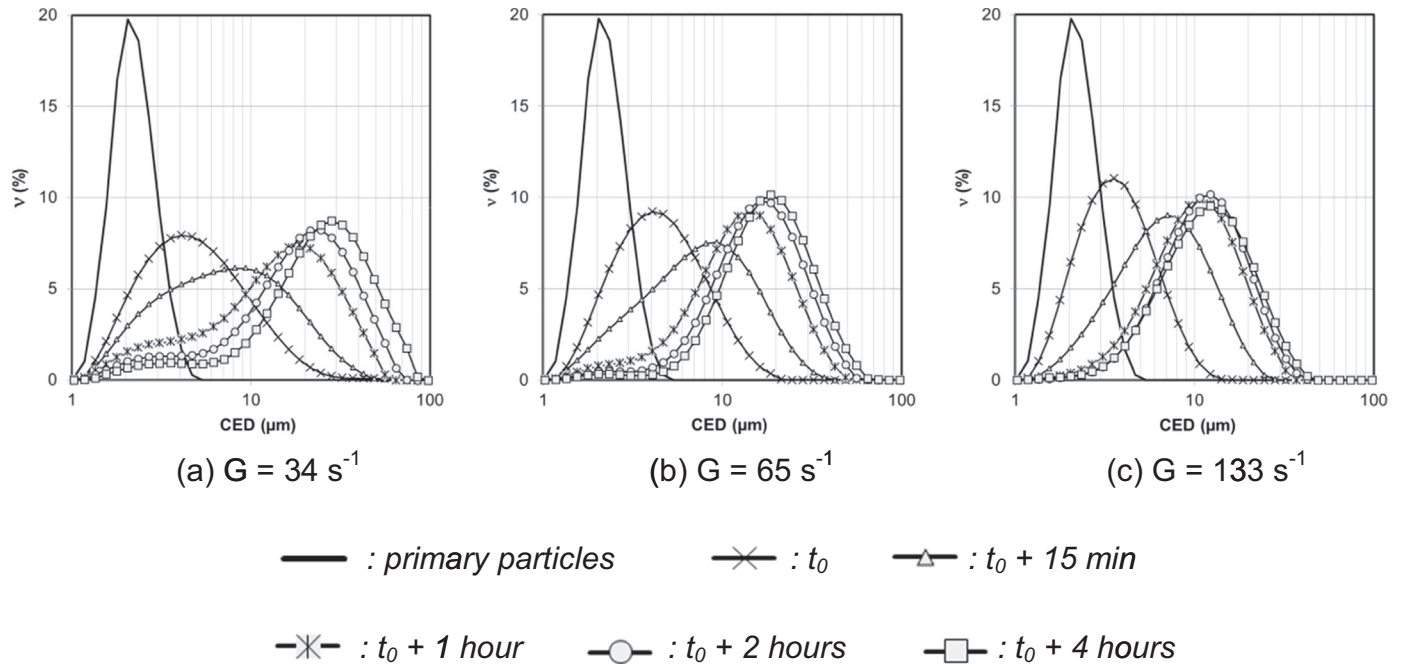 20
15
10
5
0
ν (%)
1 10 100
CED (µm)
(a) G = 34 s⁻¹
20
15
10
5
0
ν (%)
1 10 100
CED (µm)
(b) G = 65 s⁻¹
20
15
10
5
0
ν (%)
1 10 100
CED (µm)
(c) G = 133 s⁻¹
: primary particles : t₀ : t₀ + 15 min
: t₀ + 1 hour : t₀ + 2 hours : t₀ + 4 hours